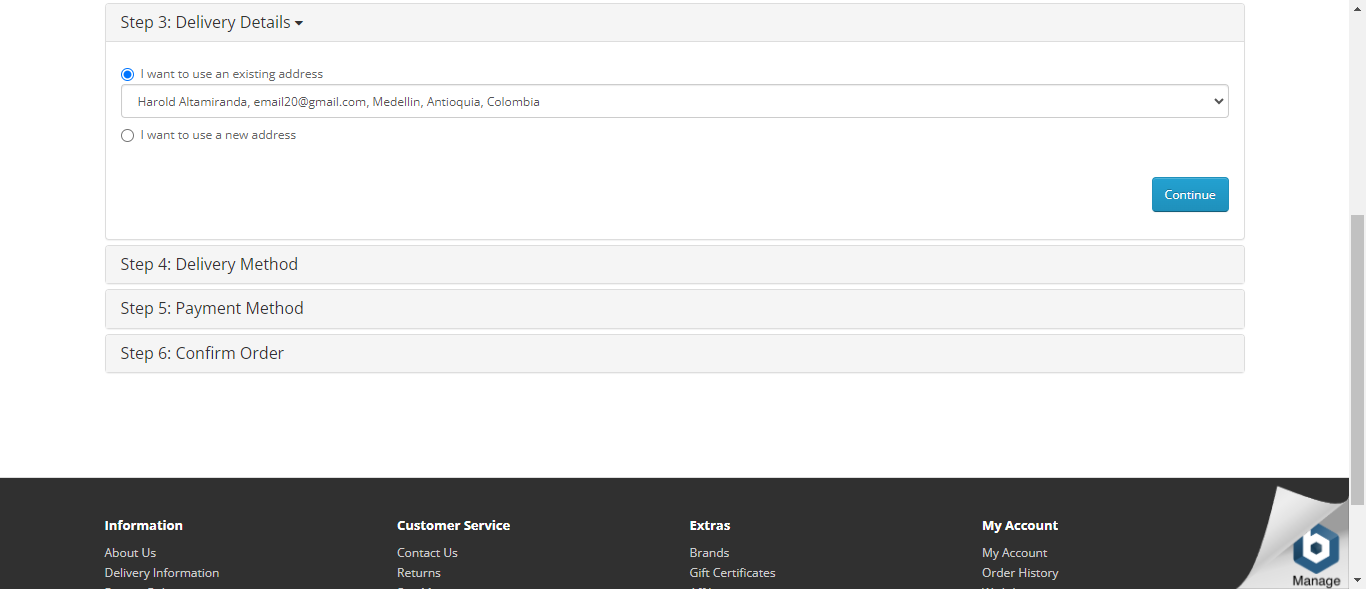 Step 3: Delivery Details
I want to use an existing address
Harold Altamiranda, email20@gmail.com, Medellin, Antioquia, Colombia
I want to use a new address
Continue
Step 4: Delivery Method
Step 5: Payment Method
Step 6: Confirm Order
Information
Customer Service
Extras
My Account
About Us
Contact Us
Brands
My Account
Delivery Information
Returns
Gift Certificates
Order History
b
Manage